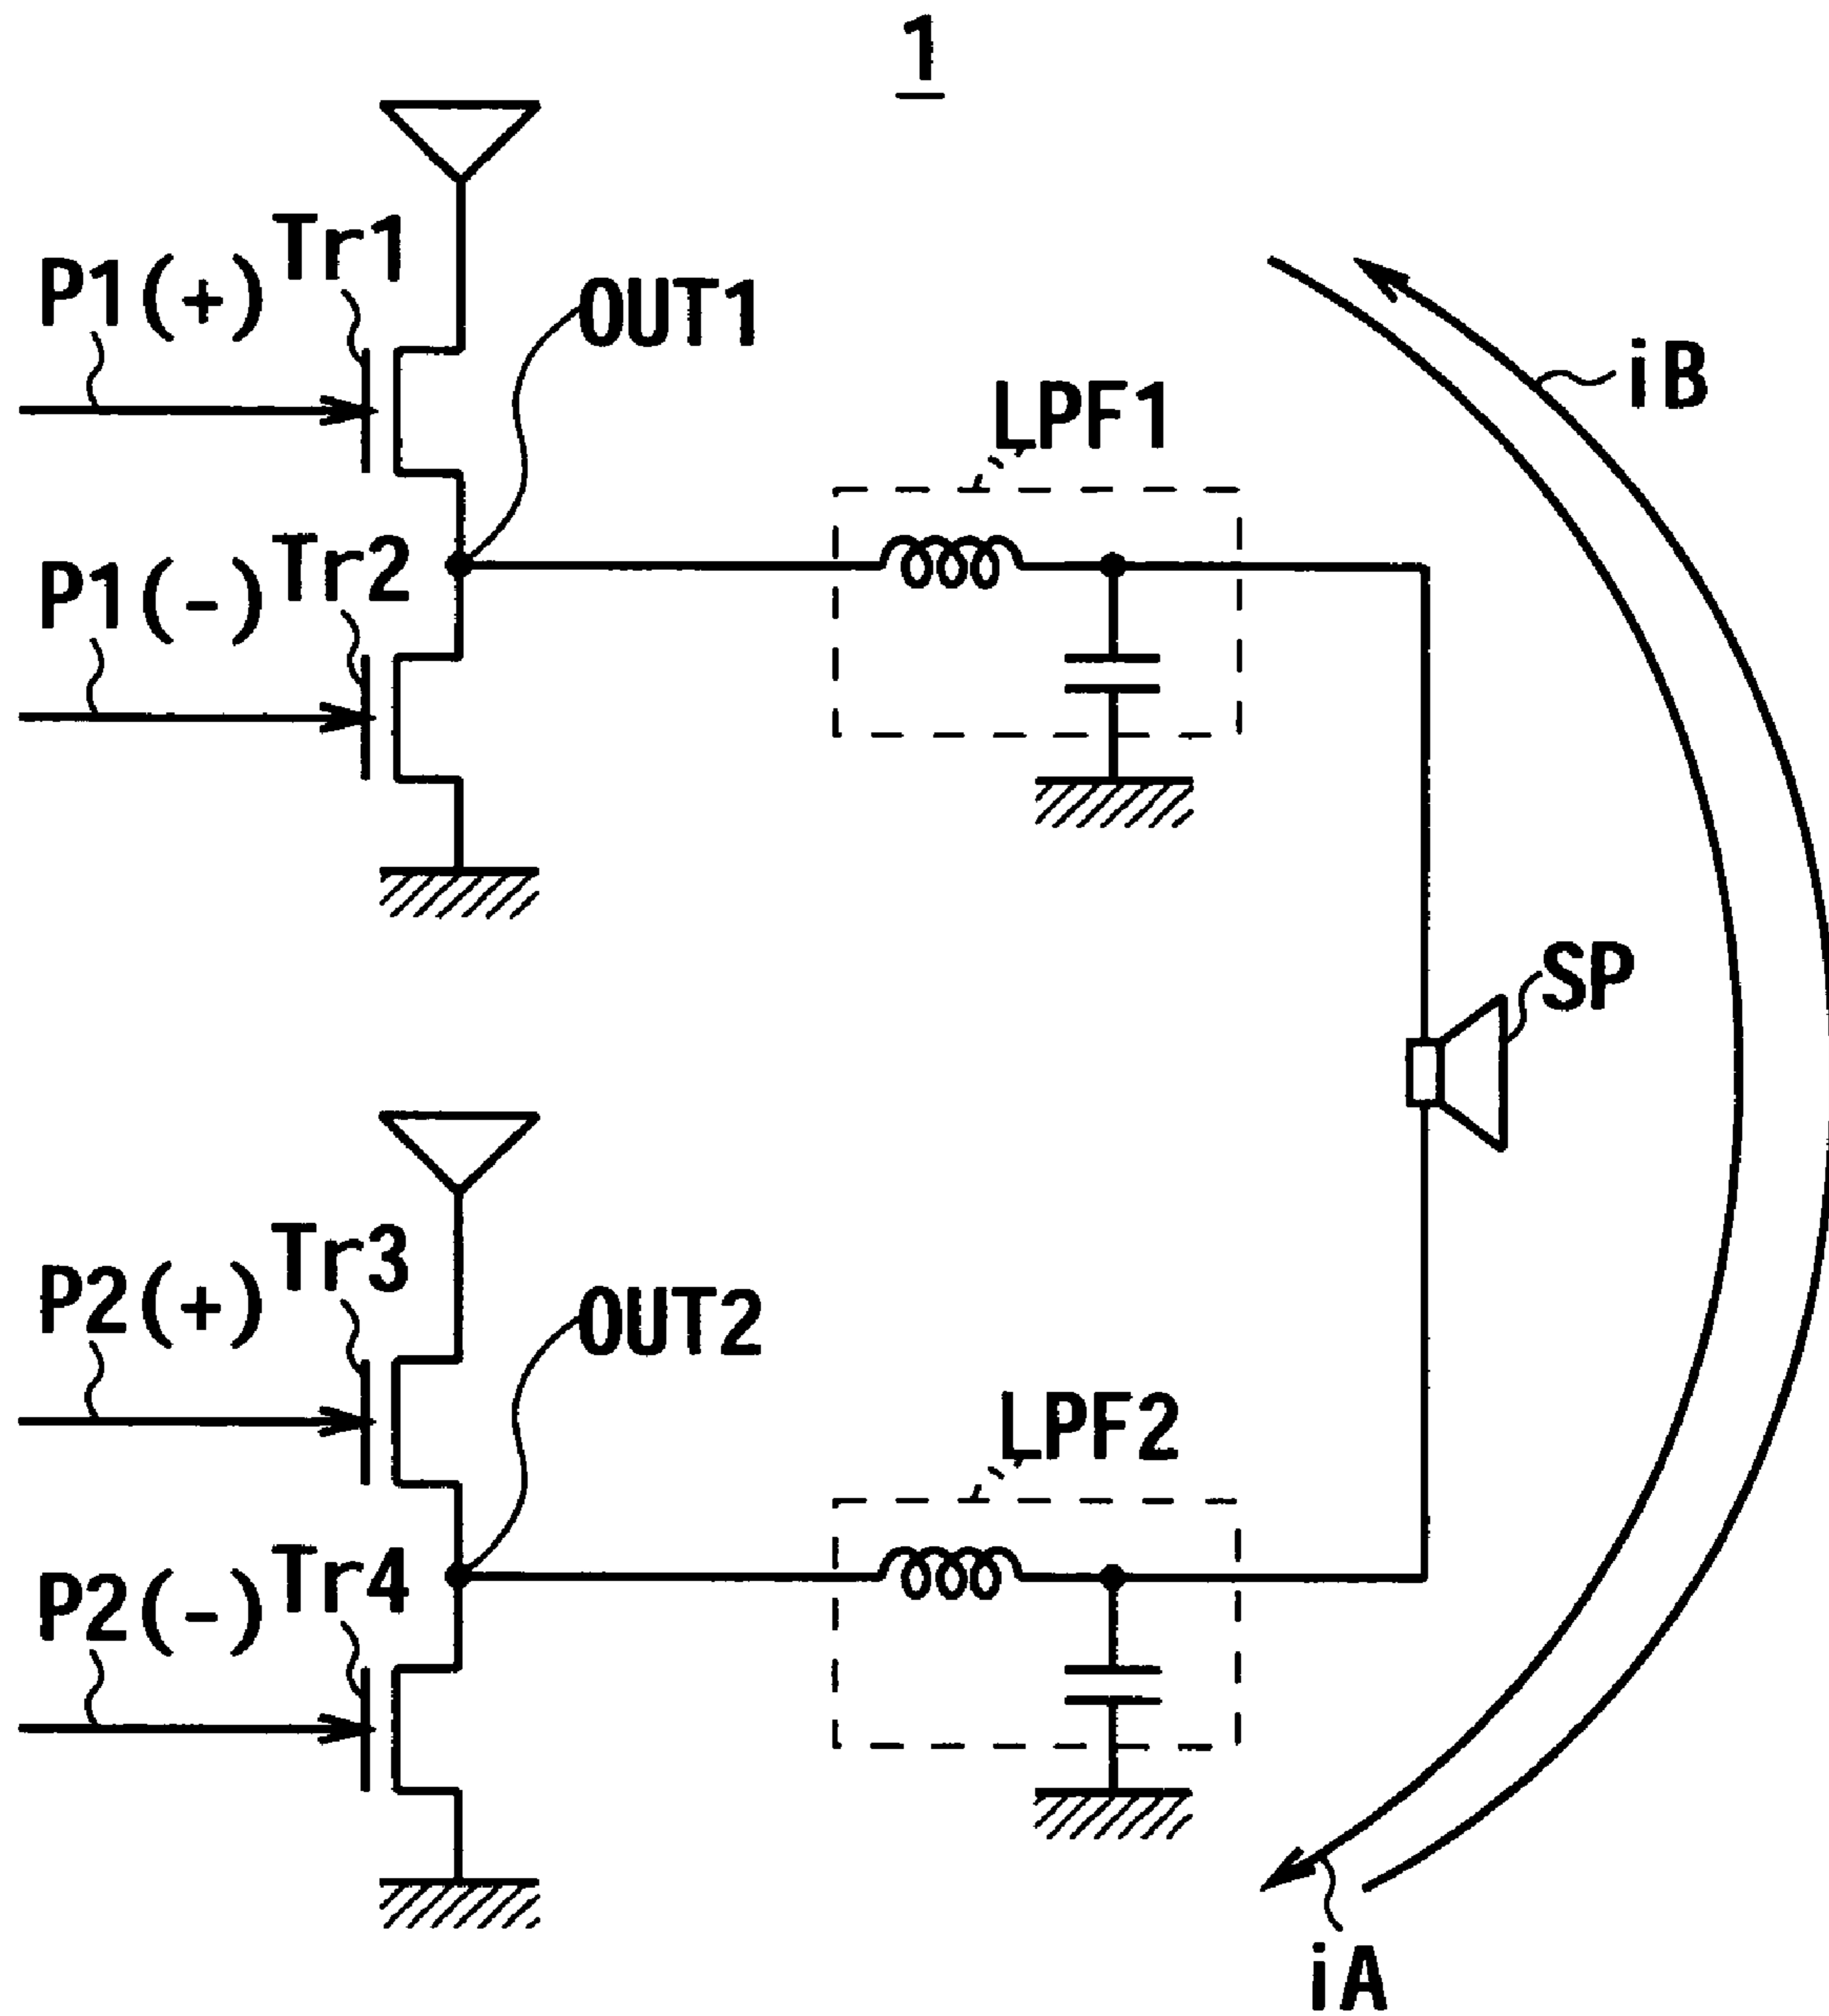 1
Tr1
P1(+)
OUT1
iB
LPF1
Tr2
P1(-)
SP
Tr3
P2(+)
OUT2
LPF2
Tr4
P2(-)
iA